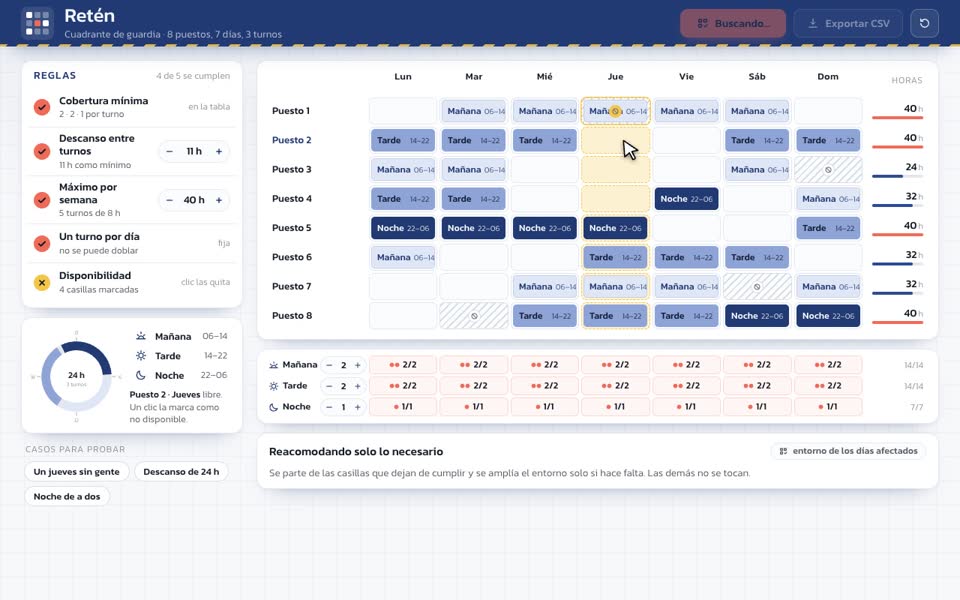 Retén
Cuadrante de guardia · 8 puestos, 7 días, 3 turnos
Buscando...
Exportar CSV
REGLAS
4 de 5 se cumplen
Cobertura mínima
2 · 2 · 1 por turno
en la tabla
Descanso entre turnos
11 h como mínimo
− 11 h +
Máximo por semana
5 turnos de 8 h
− 40 h +
Un turno por día
no se puede doblar
fija
Disponibilidad
4 casillas marcadas
clic las quita
24 h
3 turnos
Mañana 06–14
Tarde 14–22
Noche 22–06
Puesto 2 · Jueves libre.
Un clic la marca como
no disponible.
CASOS PARA PROBAR
Un jueves sin gente
Descanso de 24 h
Noche de a dos
Lun Mar Mié Jue Vie Sáb Dom HORAS
Puesto 1 Mañana 06–14 Mañana 06–14 Mañana 06–14 Mañana 06–14 Mañana 06–14 40 h
Puesto 2 Tarde 14–22 Tarde 14–22 Tarde 14–22 Tarde 14–22 Tarde 14–22 40 h
Puesto 3 Mañana 06–14 Mañana 06–14 Mañana 06–14 24 h
Puesto 4 Tarde 14–22 Tarde 14–22 Noche 22–06 Mañana 06–14 32 h
Puesto 5 Noche 22–06 Noche 22–06 Noche 22–06 Noche 22–06 Tarde 14–22 40 h
Puesto 6 Mañana 06–14 Tarde 14–22 Tarde 14–22 Tarde 14–22 32 h
Puesto 7 Mañana 06–14 Mañana 06–14 Mañana 06–14 Mañana 06–14 32 h
Puesto 8 Tarde 14–22 Tarde 14–22 Tarde 14–22 Noche 22–06 Noche 22–06 40 h
Mañana − 2 + 2/2 2/2 2/2 2/2 2/2 2/2 2/2 14/14
Tarde − 2 + 2/2 2/2 2/2 2/2 2/2 2/2 2/2 14/14
Noche − 1 + 1/1 1/1 1/1 1/1 1/1 1/1 1/1 7/7
Reacomodando solo lo necesario
entorno de los días afectados
Se parte de las casillas que dejan de cumplir y se amplía el entorno solo si hace falta. Las demás no se tocan.